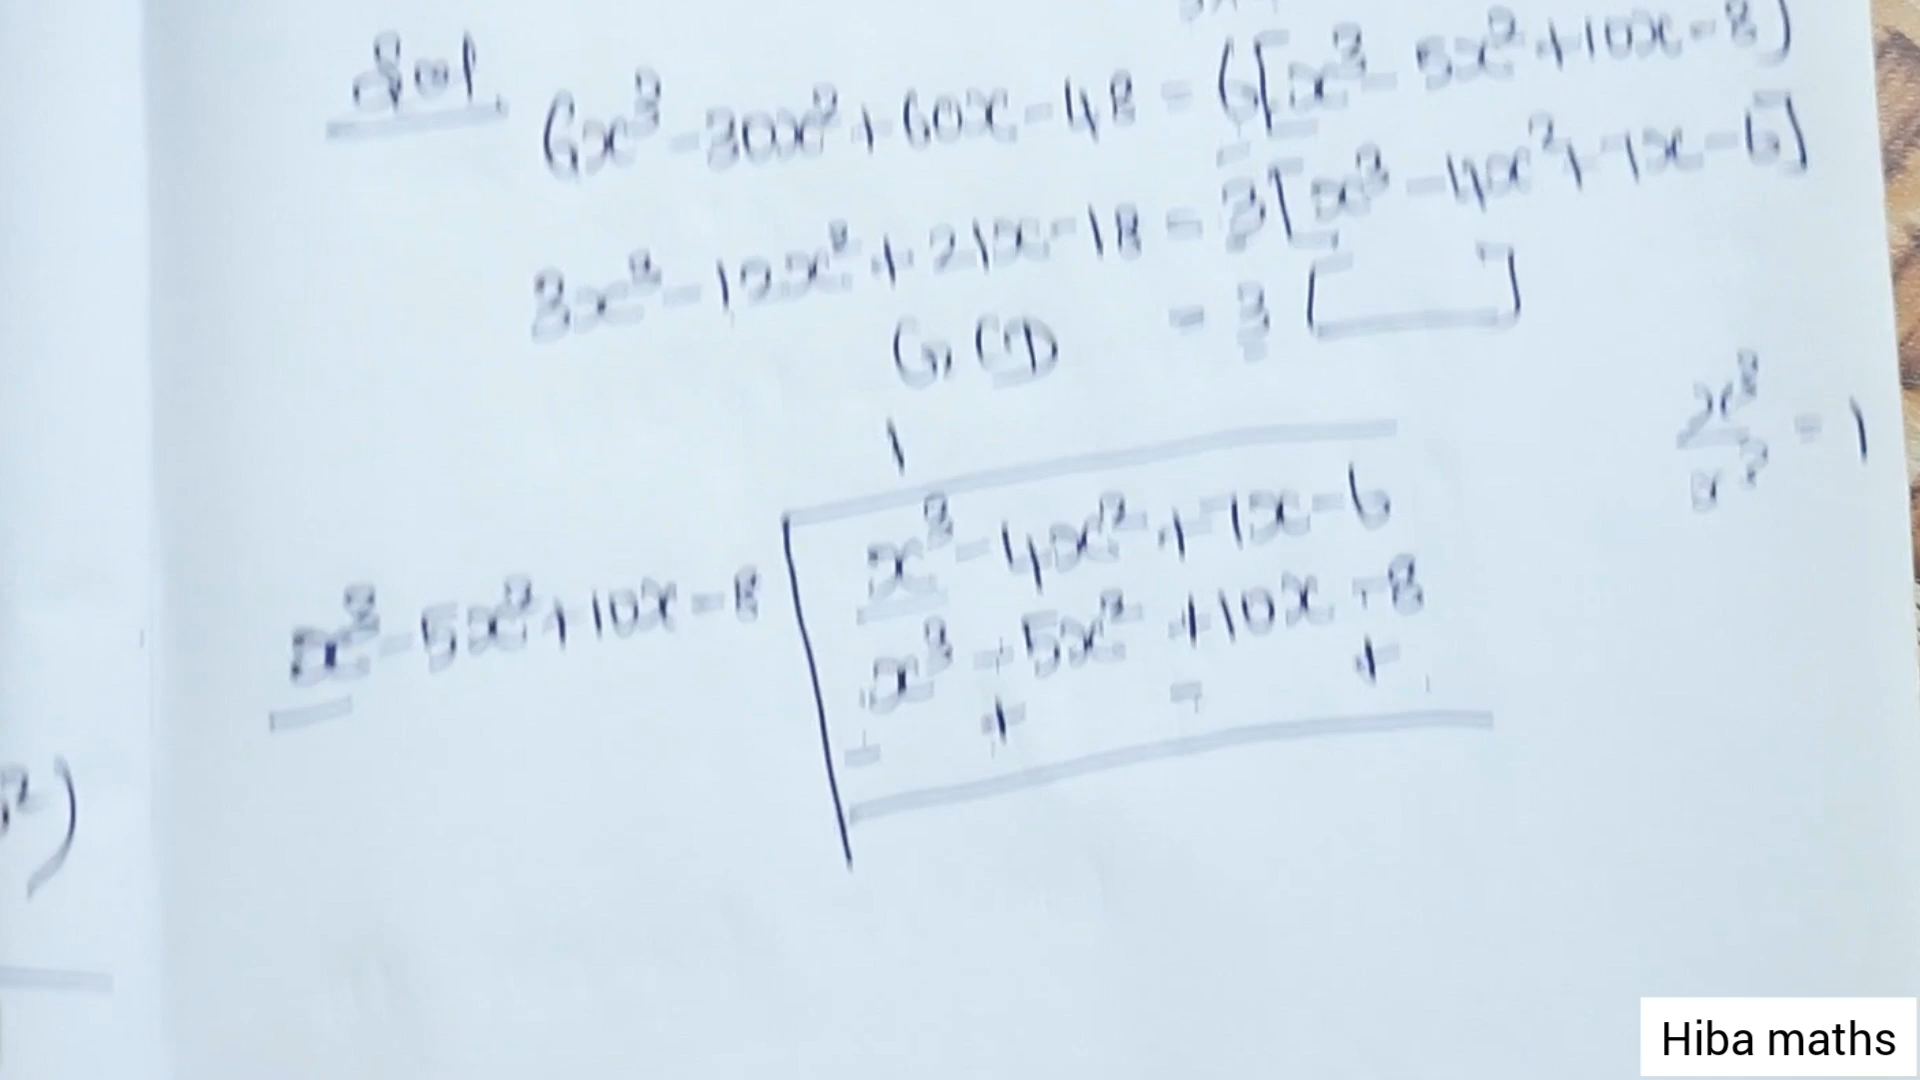 Sol.
6x³ - 30x² + 60x - 48 = 6[x³ - 5x² + 10x - 8]
3x³ - 12x² + 21x - 18 = 3[x³ - 4x² + 7x - 6]
GCD = 3 [ ]
x³/x³ = 1
1
x³ - 4x² + 7x - 6
x³ - 5x² + 10x - 8
x³ - 5x² + 10x - 8
- + - +
²)
Hiba maths